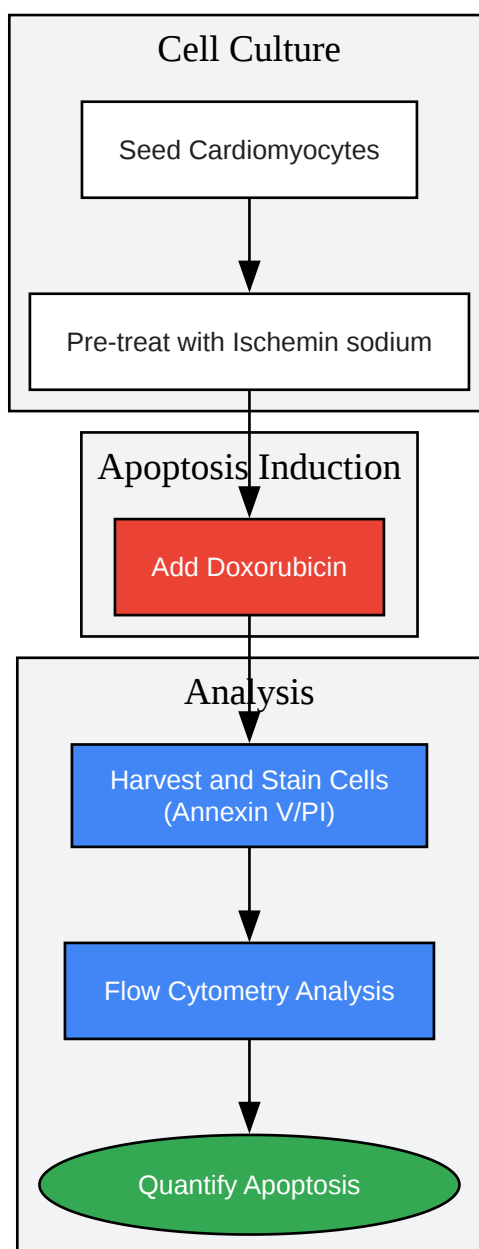 Cell Culture
Seed Cardiomyocytes
Pre-treat with Ischemin sodium
Apoptosis Induction
Add Doxorubicin
Analysis
Harvest and Stain Cells
(Annexin V/PI)
Flow Cytometry Analysis
Quantify Apoptosis